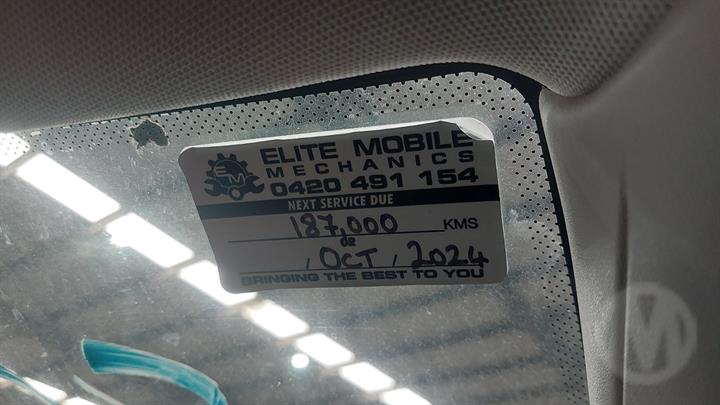 ELITE MOBILE
MECHANICS
EM
0420 491 154
NEXT SERVICE DUE
187,000 KMS
OR
, OCT, 2024
BRINGING THE BEST TO YOU
M